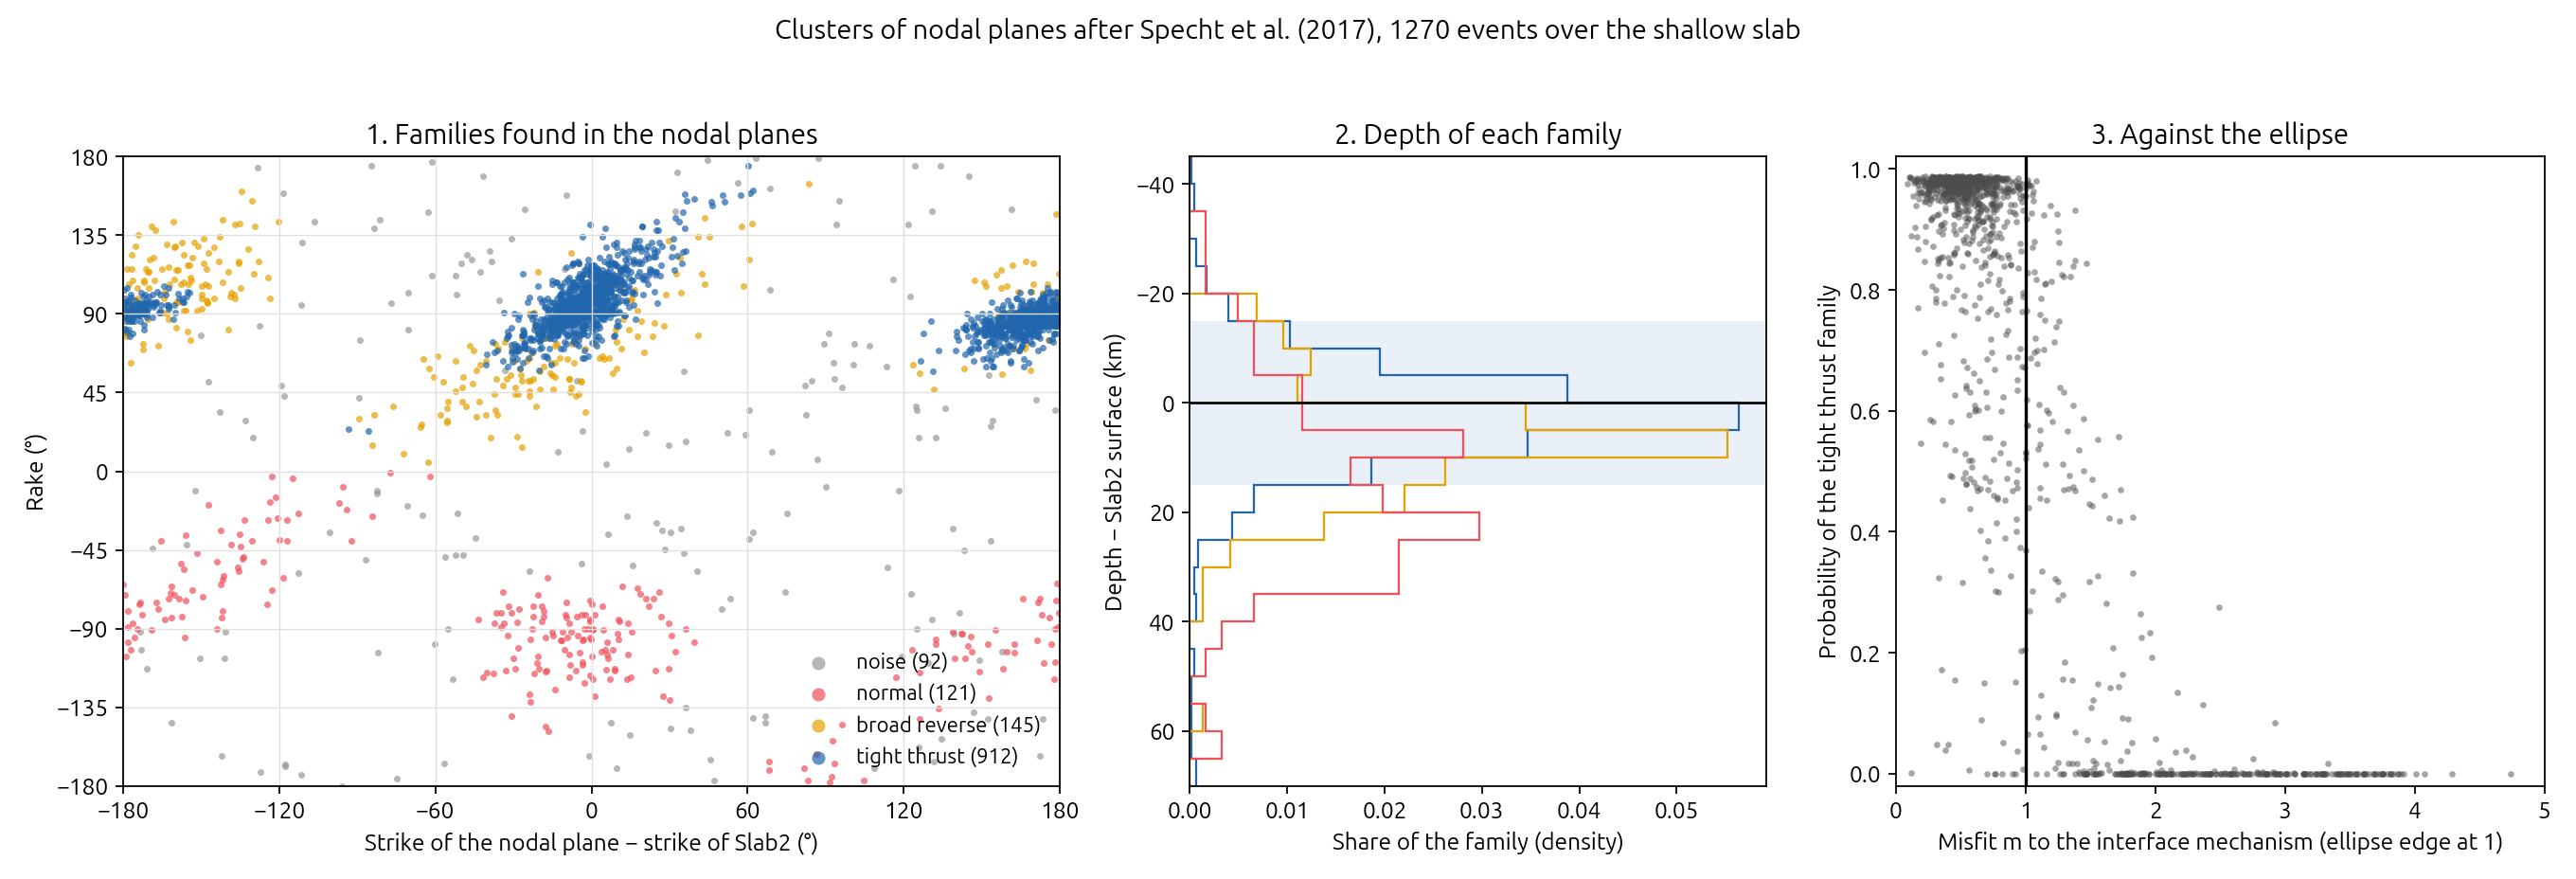 Clusters of nodal planes after Specht et al. (2017), 1270 events over the shallow slab
1. Families found in the nodal planes
180
135
90
45
0
−45
−90
−135
−180
−180
−120
−60
0
60
120
180
Rake (°)
Strike of the nodal plane − strike of Slab2 (°)
noise (92)
normal (121)
broad reverse (145)
tight thrust (912)
2. Depth of each family
−40
−20
0
20
40
60
0.00
0.01
0.02
0.03
0.04
0.05
Depth − Slab2 surface (km)
Share of the family (density)
3. Against the ellipse
1.0
0.8
0.6
0.4
0.2
0.0
0
1
2
3
4
5
Probability of the tight thrust family
Misfit m to the interface mechanism (ellipse edge at 1)